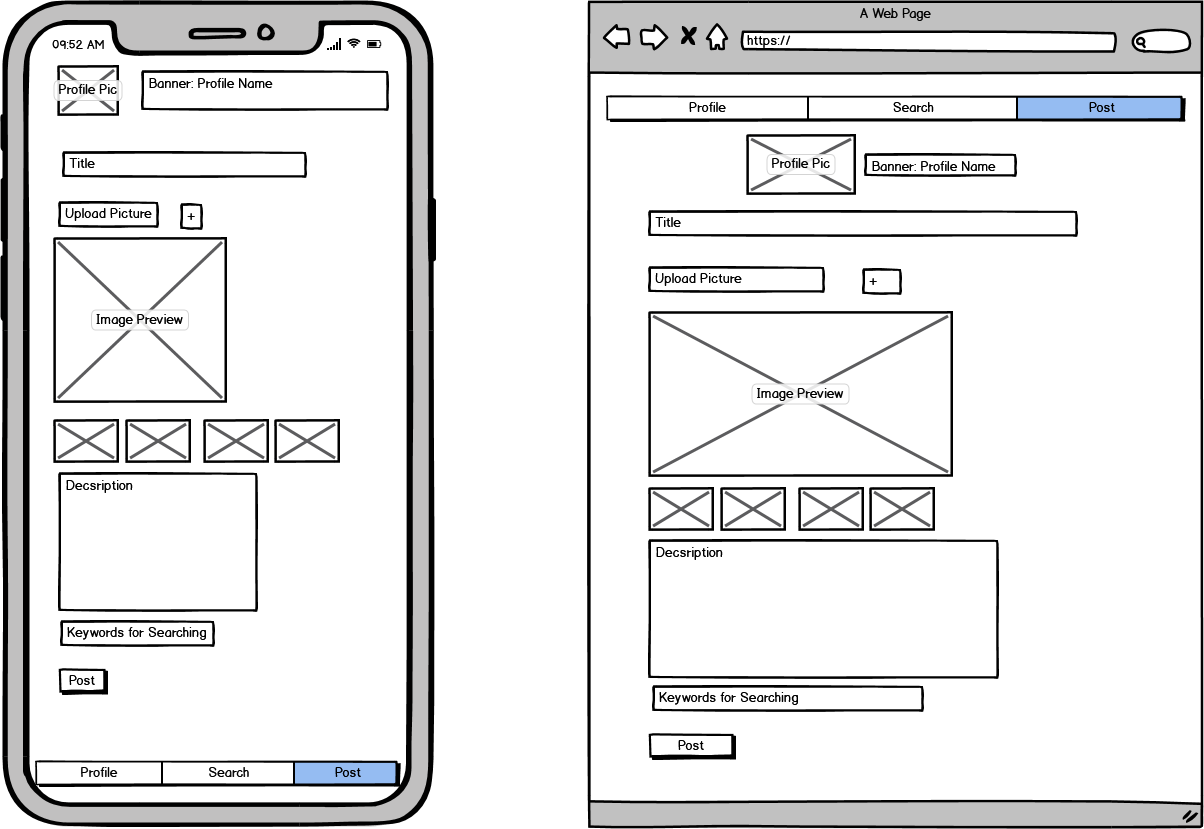 09:52 AM
Profile Pic
Banner: Profile Name
Title
Upload Picture
+
Image Preview
Decsription
Keywords for Searching
Post
Profile
Search
Post
A Web Page
https://
Profile
Search
Post
Profile Pic
Banner: Profile Name
Title
Upload Picture
+
Image Preview
Decsription
Keywords for Searching
Post